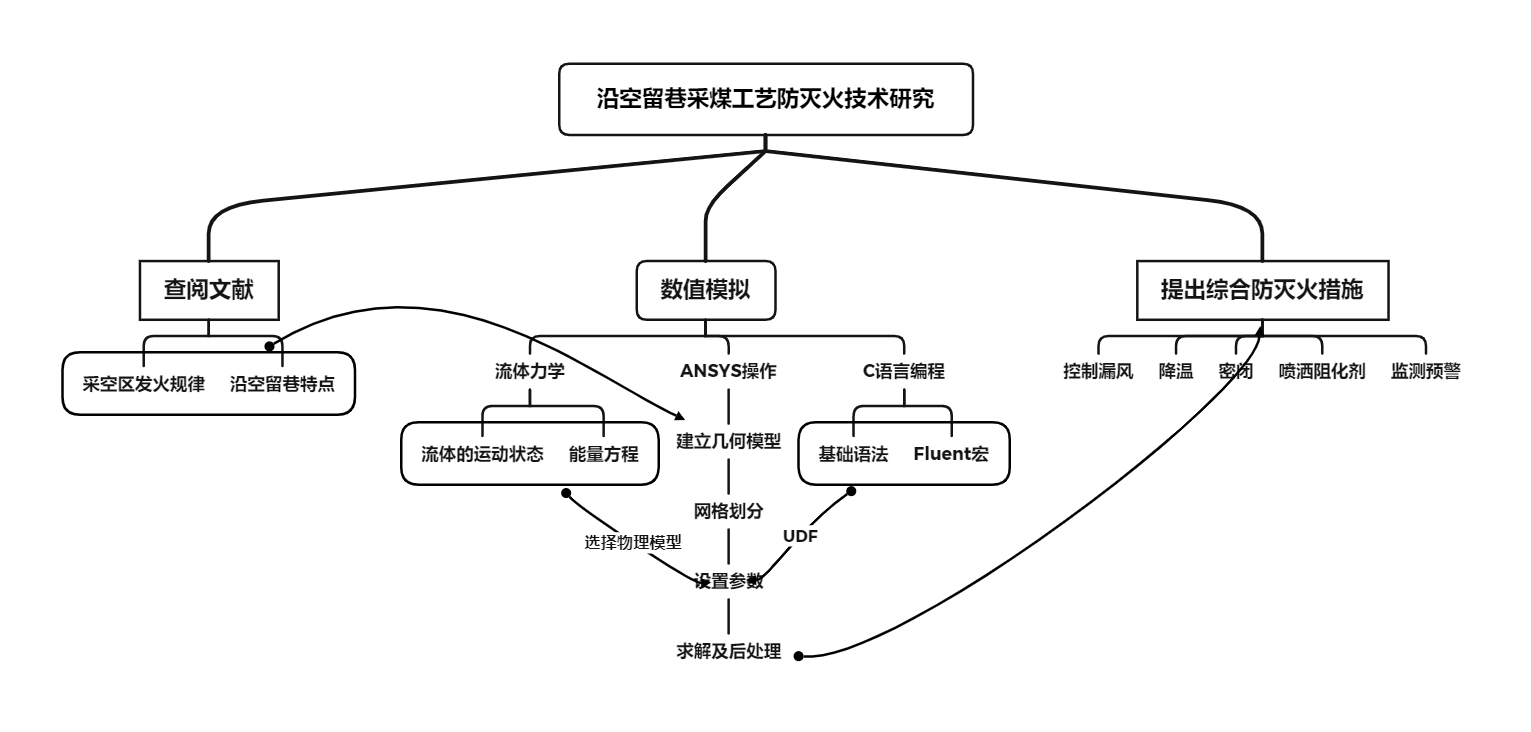 沿空留巷采煤工艺防灭火技术研究
查阅文献
数值模拟
提出综合防灭火措施
采空区发火规律
沿空留巷特点
流体力学
ANSYS操作
C语言编程
控制漏风
降温
密闭
喷洒阻化剂
监测预警
流体的运动状态
能量方程
建立几何模型
基础语法
Fluent宏
网格划分
选择物理模型
UDF
设置参数
求解及后处理